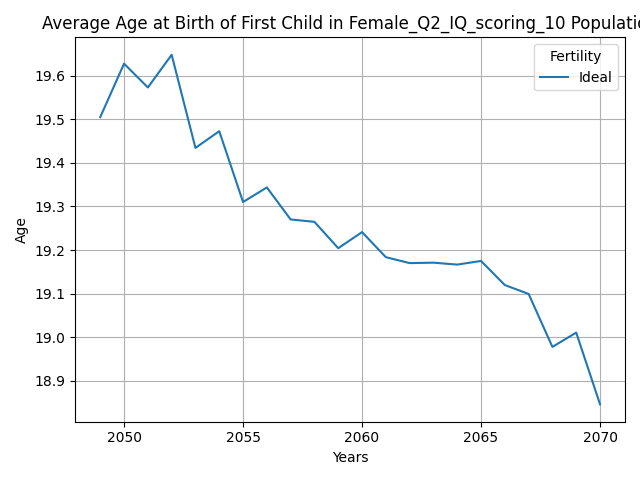 Average Age at Birth of First Child in Female_Q2_IQ_scoring_10 Populatio
Fertility
Ideal
Age
19.6
19.5
19.4
19.3
19.2
19.1
19.0
18.9
2050 2055 2060 2065 2070
Years